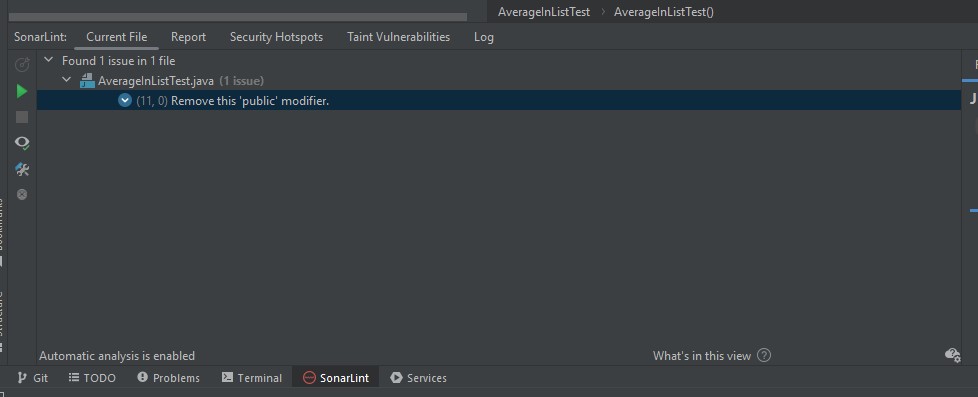 AverageInListTest > AverageInListTest()
SonarLint: Current File Report Security Hotspots Taint Vulnerabilities Log
Found 1 issue in 1 file
AverageInListTest.java (1 issue)
(11, 0) Remove this 'public' modifier.
Automatic analysis is enabled What's in this view ?
Git TODO Problems Terminal SonarLint Services